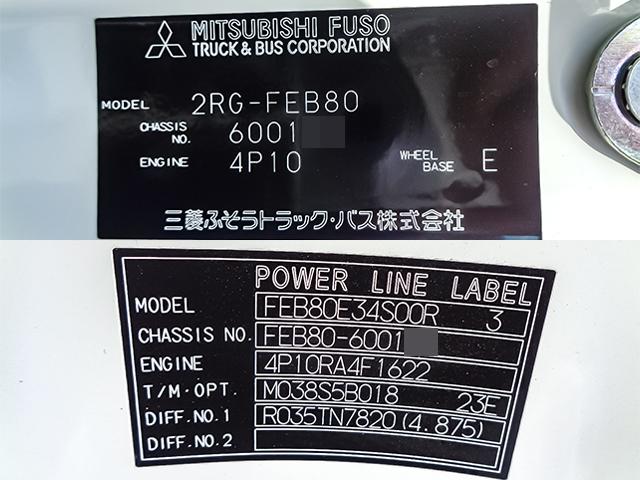 MITSUBISHI FUSO
TRUCK & BUS CORPORATION
MODEL 2RG-FEB80
CHASSIS NO. 6001
ENGINE 4P10 WHEEL BASE E
三菱ふそうトラック・バス株式会社
POWER LINE LABEL
MODEL FEB80E34S00R 3
CHASSIS NO. FEB80-6001
ENGINE 4P10RA4F1622
T/M・OPT. M038S5B018 23E
DIFF.NO.1 R035TN7820(4.875)
DIFF.NO.2